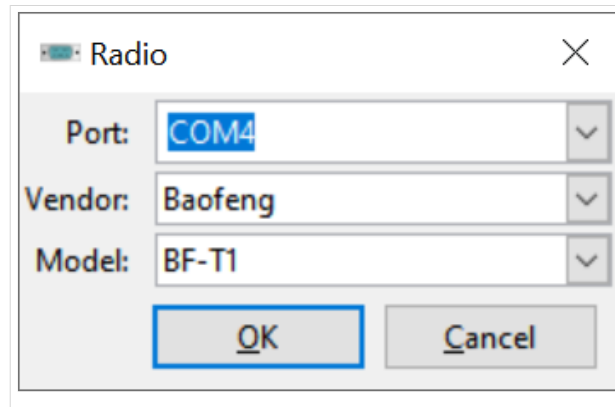 Radio
Port: COM4
Vendor: Baofeng
Model: BF-T1
OK Cancel